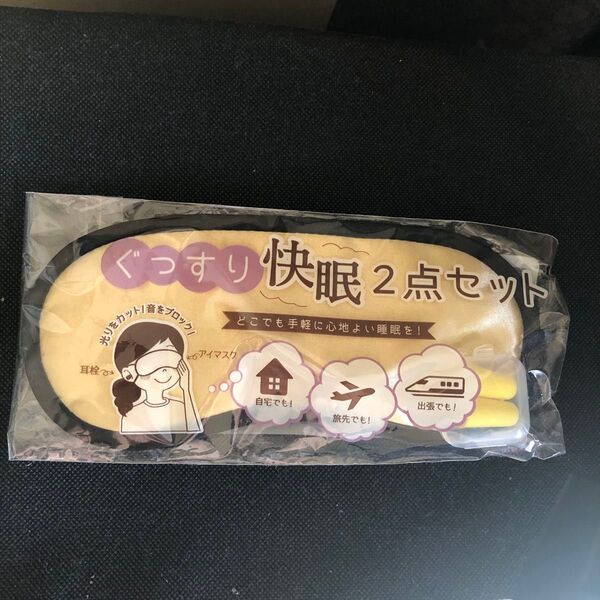 ぐっすり快眠2点セット
どこでも手軽に心地よい睡眠を!
光りをカット!音をブロック!
耳栓
アイマスク
自宅でも!
旅先でも!
出張でも!